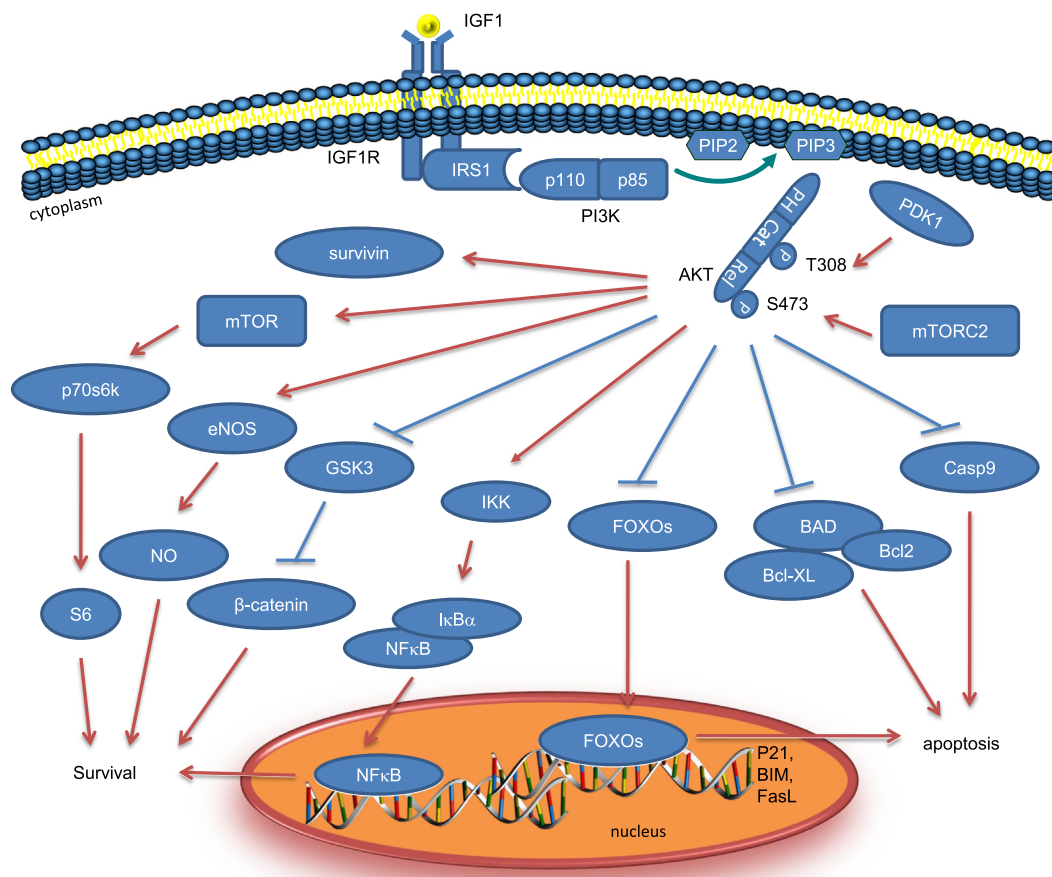 IGF1
PIP2
PIP3
IGF1R
IRS1
p110
p85
PI3K
cytoplasm
PH
Cat
Rel
PDK1
P
T308
AKT
P
S473
survivin
mTOR
mTORC2
p70s6k
eNOS
GSK3
Casp9
IKK
FOXOs
BAD
Bcl2
NO
Bcl-XL
S6
β-catenin
IκBα
NFκB
FOXOs
apoptosis
P21,
BIM,
FasL
Survival
NFκB
nucleus